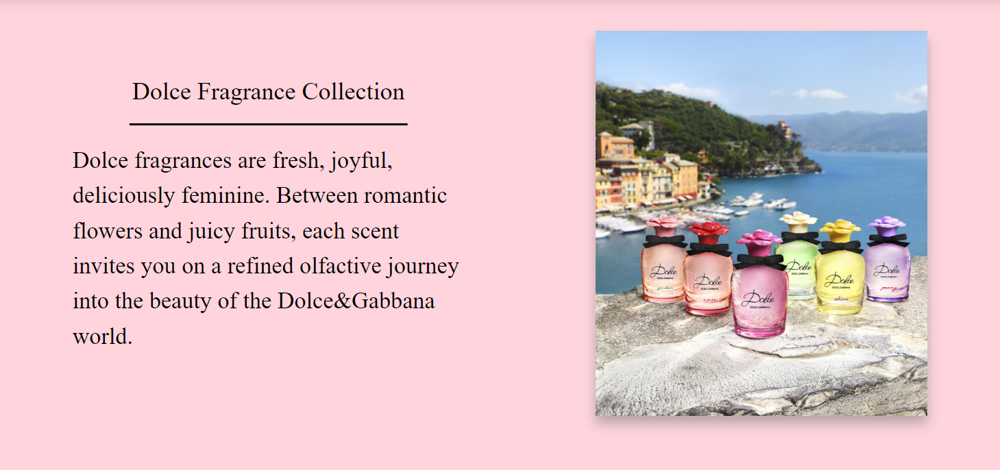 Dolce Fragrance Collection
Dolce fragrances are fresh, joyful,
deliciously feminine. Between romantic
flowers and juicy fruits, each scent
invites you on a refined olfactive journey
into the beauty of the Dolce&Gabbana
world.
Dolce
DOLCE & GABBANA
garden
Dolce
DOLCE & GABBANA
rose
Dolce
DOLCE & GABBANA
lily
Dolce
DOLCE & GABBANA
Dolce
DOLCE & GABBANA
shine
Dolce
DOLCE & GABBANA
peony